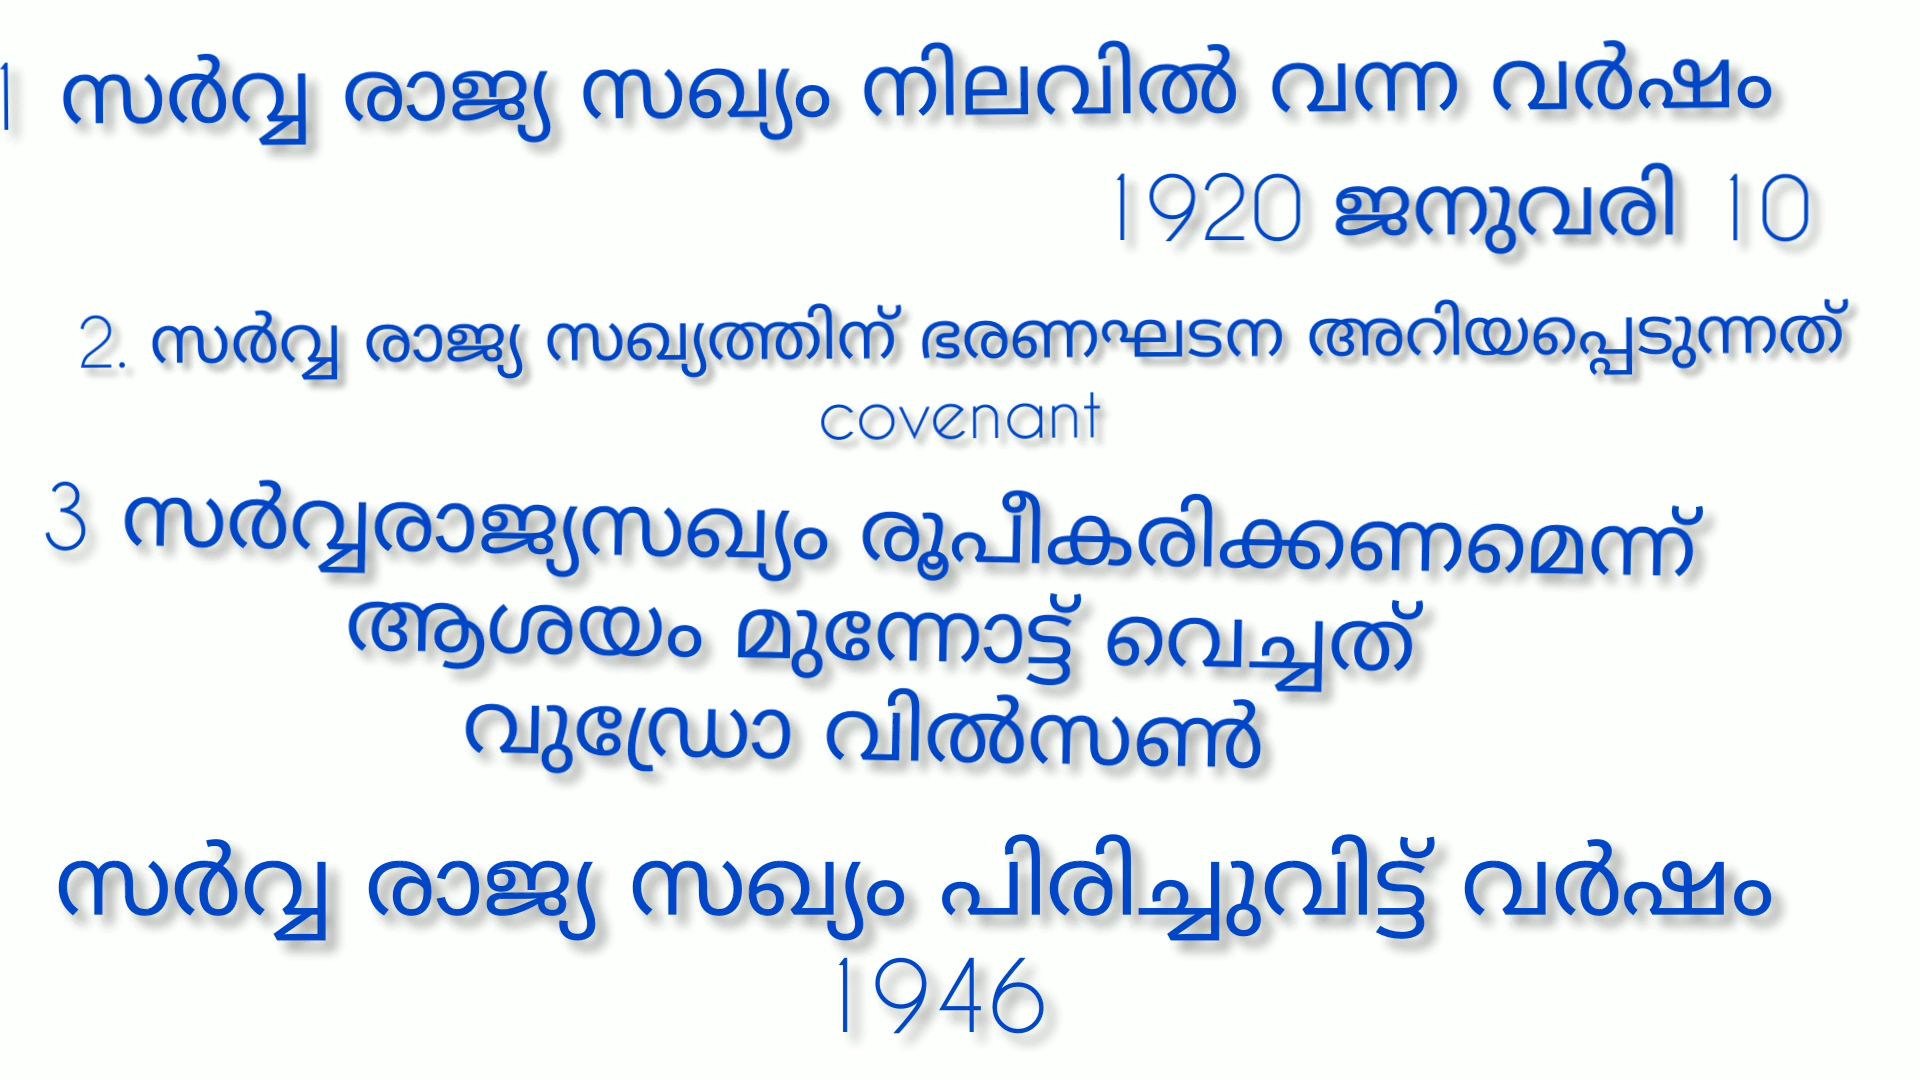 1 സർവ്വ രാജ്യ സഖ്യം നിലവിൽ വന്ന വർഷം
1920 ജനുവരി 10
2. സർവ്വ രാജ്യ സഖ്യത്തിന് ഭരണഘടന അറിയപ്പെടുന്നത്
covenant
3 സർവ്വരാജ്യസഖ്യം രൂപീകരിക്കണമെന്ന്
ആശയം മുന്നോട്ട് വെച്ചത്
വുഡ്രോ വിൽസൺ
സർവ്വ രാജ്യ സഖ്യം പിരിച്ചുവിട്ട് വർഷം
1946